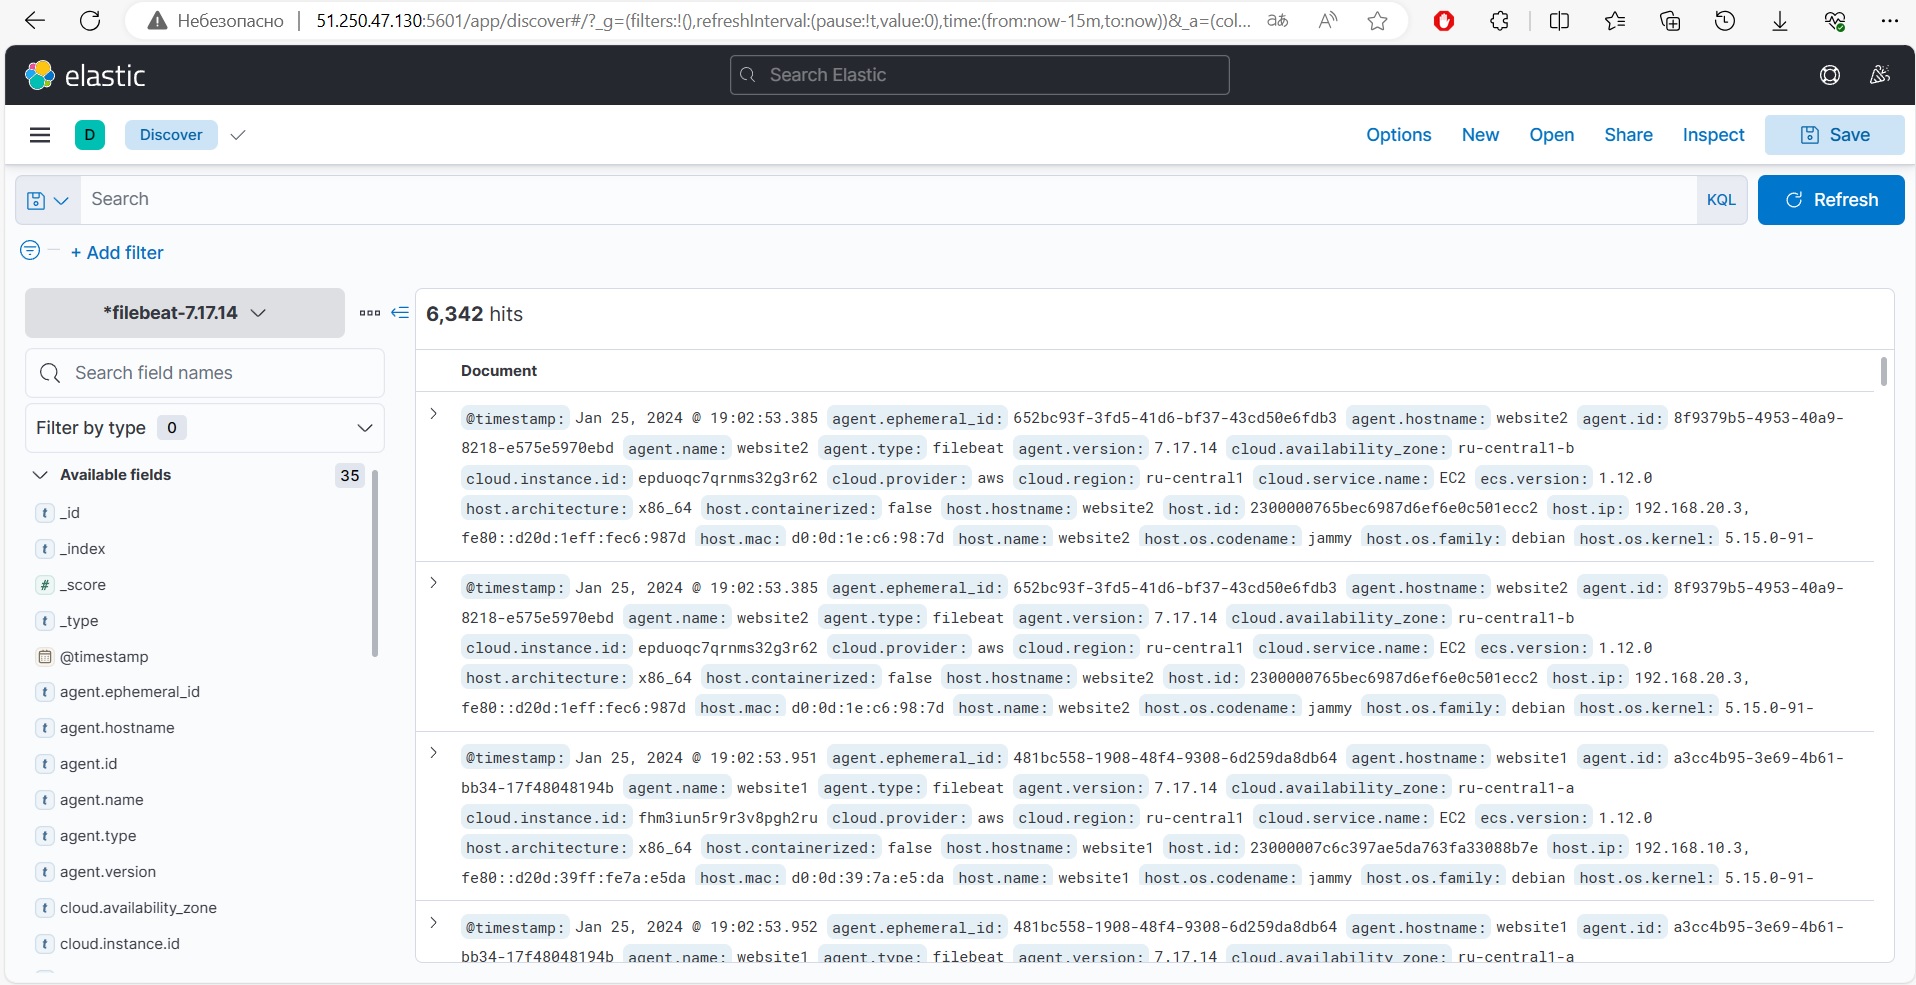 Небезопасно 51.250.47.130:5601/app/discover#/?_g=(filters:!(),refreshInterval:(pause:!t,value:0),time:(from:now-15m,to:now))&_a=(col... аあ A
elastic Search Elastic
D Discover Options New Open Share Inspect Save
Search KQL Refresh
+ Add filter
*filebeat-7.17.14
Search field names
Filter by type 0
Available fields 35
t _id
t _index
# _score
t _type
@timestamp
t agent.ephemeral_id
t agent.hostname
t agent.id
t agent.name
t agent.type
t agent.version
t cloud.availability_zone
t cloud.instance.id
6,342 hits
Document
@timestamp: Jan 25, 2024 @ 19:02:53.385 agent.ephemeral_id: 652bc93f-3fd5-41d6-bf37-43cd50e6fdb3 agent.hostname: website2 agent.id: 8f9379b5-4953-40a9-
8218-e575e5970ebd agent.name: website2 agent.type: filebeat agent.version: 7.17.14 cloud.availability_zone: ru-central1-b
cloud.instance.id: epduoqc7qrnms32g3r62 cloud.provider: aws cloud.region: ru-central1 cloud.service.name: EC2 ecs.version: 1.12.0
host.architecture: x86_64 host.containerized: false host.hostname: website2 host.id: 2300000765bec6987d6ef6e0c501ecc2 host.ip: 192.168.20.3,
fe80::d20d:1eff:fec6:987d host.mac: d0:0d:1e:c6:98:7d host.name: website2 host.os.codename: jammy host.os.family: debian host.os.kernel: 5.15.0-91-
@timestamp: Jan 25, 2024 @ 19:02:53.385 agent.ephemeral_id: 652bc93f-3fd5-41d6-bf37-43cd50e6fdb3 agent.hostname: website2 agent.id: 8f9379b5-4953-40a9-
8218-e575e5970ebd agent.name: website2 agent.type: filebeat agent.version: 7.17.14 cloud.availability_zone: ru-central1-b
cloud.instance.id: epduoqc7qrnms32g3r62 cloud.provider: aws cloud.region: ru-central1 cloud.service.name: EC2 ecs.version: 1.12.0
host.architecture: x86_64 host.containerized: false host.hostname: website2 host.id: 2300000765bec6987d6ef6e0c501ecc2 host.ip: 192.168.20.3,
fe80::d20d:1eff:fec6:987d host.mac: d0:0d:1e:c6:98:7d host.name: website2 host.os.codename: jammy host.os.family: debian host.os.kernel: 5.15.0-91-
@timestamp: Jan 25, 2024 @ 19:02:53.951 agent.ephemeral_id: 481bc558-1908-48f4-9308-6d259da8db64 agent.hostname: website1 agent.id: a3cc4b95-3e69-4b61-
bb34-17f48048194b agent.name: website1 agent.type: filebeat agent.version: 7.17.14 cloud.availability_zone: ru-central1-a
cloud.instance.id: fhm3iun5r9r3v8pgh2ru cloud.provider: aws cloud.region: ru-central1 cloud.service.name: EC2 ecs.version: 1.12.0
host.architecture: x86_64 host.containerized: false host.hostname: website1 host.id: 23000007c6c397ae5da763fa33088b7e host.ip: 192.168.10.3,
fe80::d20d:39ff:fe7a:e5da host.mac: d0:0d:39:7a:e5:da host.name: website1 host.os.codename: jammy host.os.family: debian host.os.kernel: 5.15.0-91-
@timestamp: Jan 25, 2024 @ 19:02:53.952 agent.ephemeral_id: 481bc558-1908-48f4-9308-6d259da8db64 agent.hostname: website1 agent.id: a3cc4b95-3e69-4b61-
bb34-17f48048194b agent.name: website1 agent.type: filebeat agent.version: 7.17.14 cloud.availability_zone: ru-central1-a